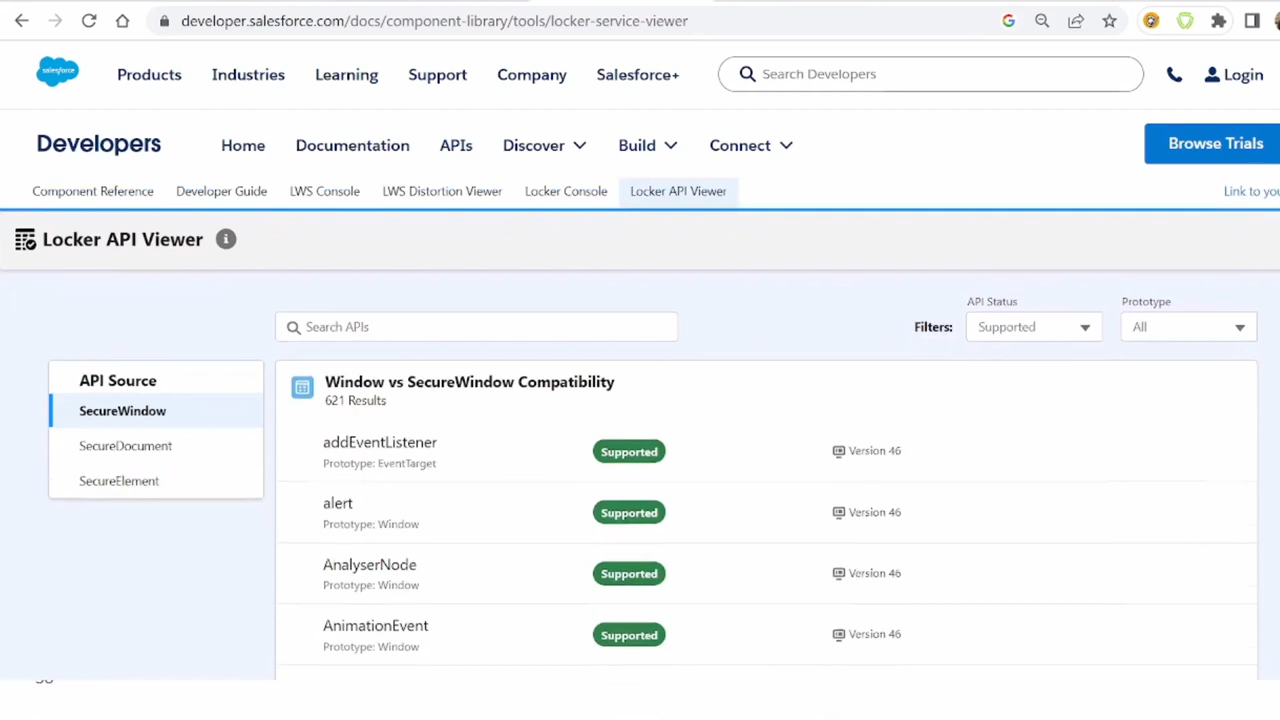 developer.salesforce.com/docs/component-library/tools/locker-service-viewer
salesforce
Products Industries Learning Support Company Salesforce+ Search Developers Login
Developers Home Documentation APIs Discover Build Connect Browse Trials
Component Reference Developer Guide LWS Console LWS Distortion Viewer Locker Console Locker API Viewer Link to you
Locker API Viewer
API Status Prototype
Search APIs Filters: Supported All
API Source
SecureWindow
SecureDocument
SecureElement
Window vs SecureWindow Compatibility
621 Results
addEventListener Supported Version 46
Prototype: EventTarget
alert Supported Version 46
Prototype: Window
AnalyserNode Supported Version 46
Prototype: Window
AnimationEvent Supported Version 46
Prototype: Window